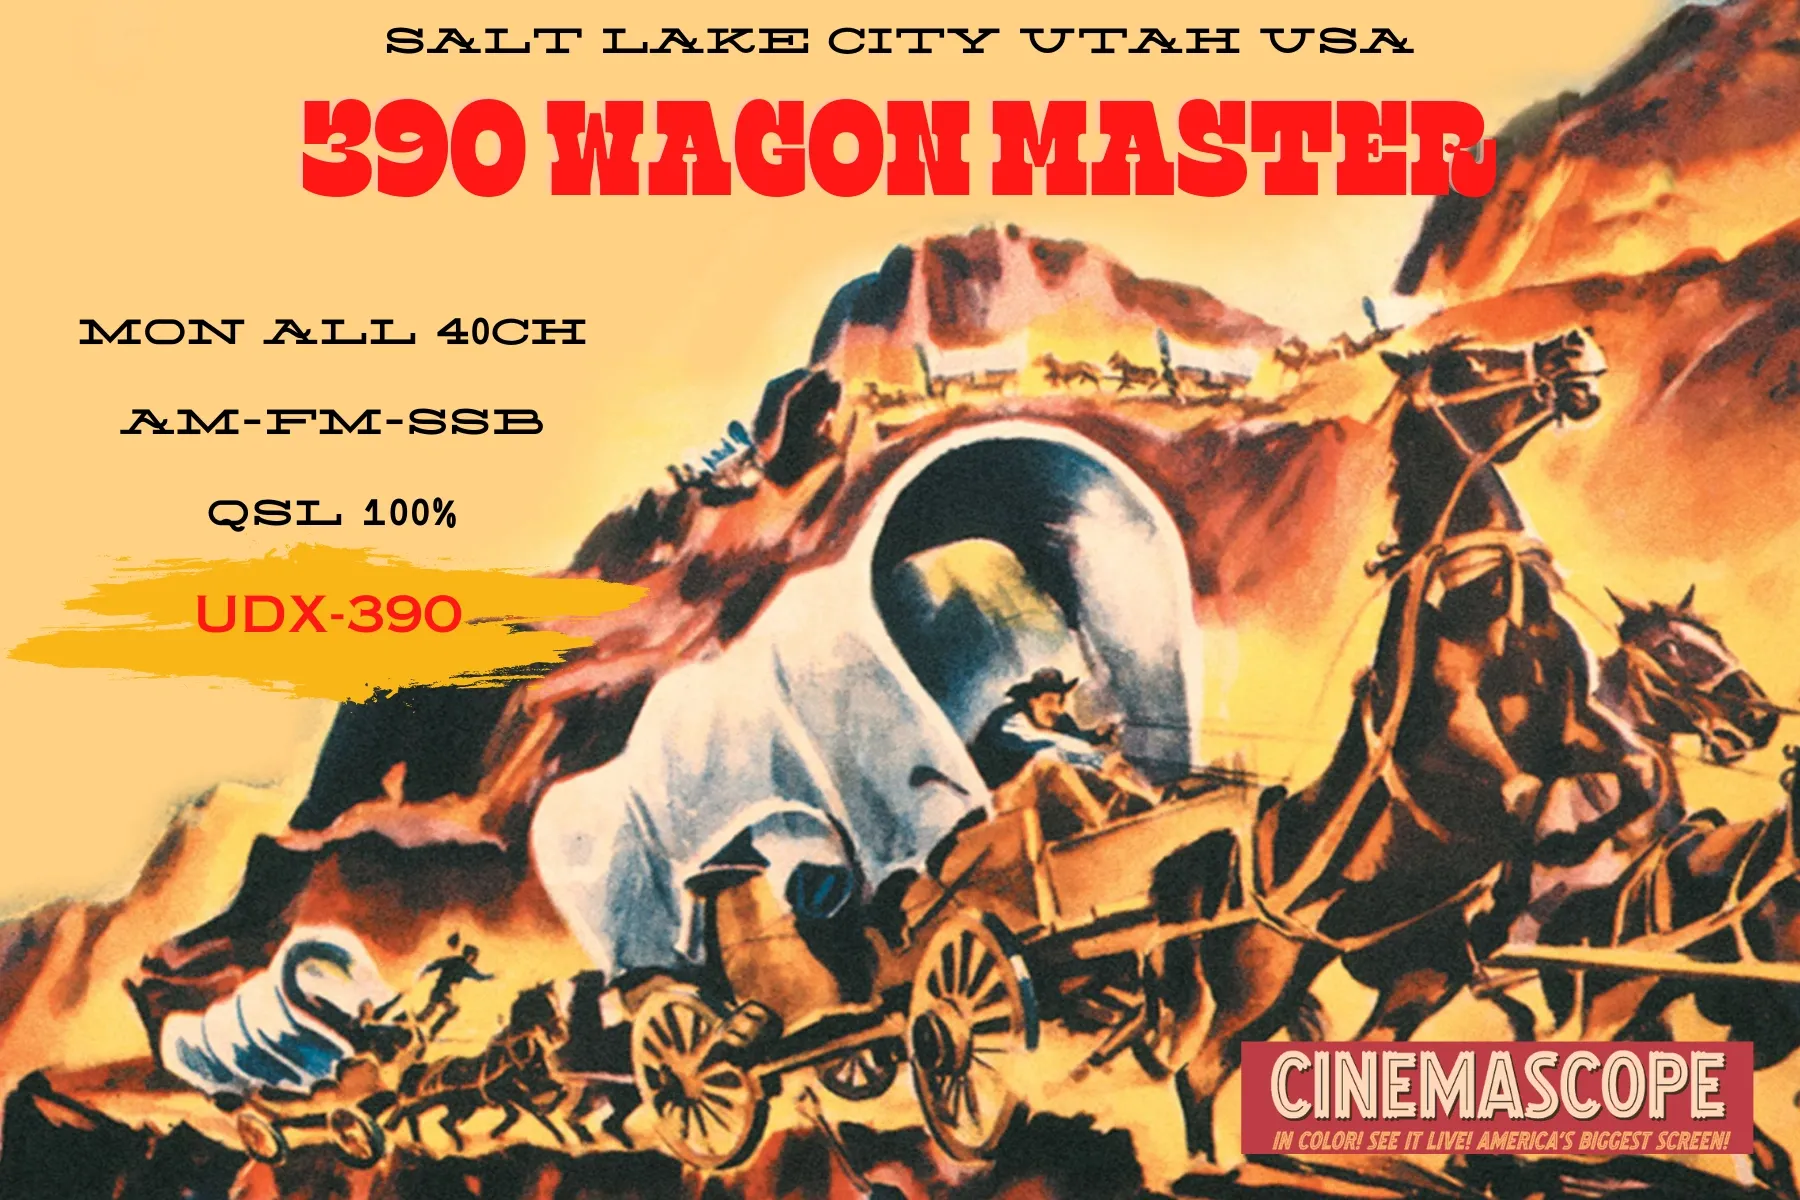 SALT LAKE CITY UTAH USA
390 WAGON MASTER
MON ALL 40CH
AM-FM-SSB
QSL 100%
UDX-390
CINEMASCOPE
IN COLOR! SEE IT LIVE! AMERICA'S BIGGEST SCREEN!